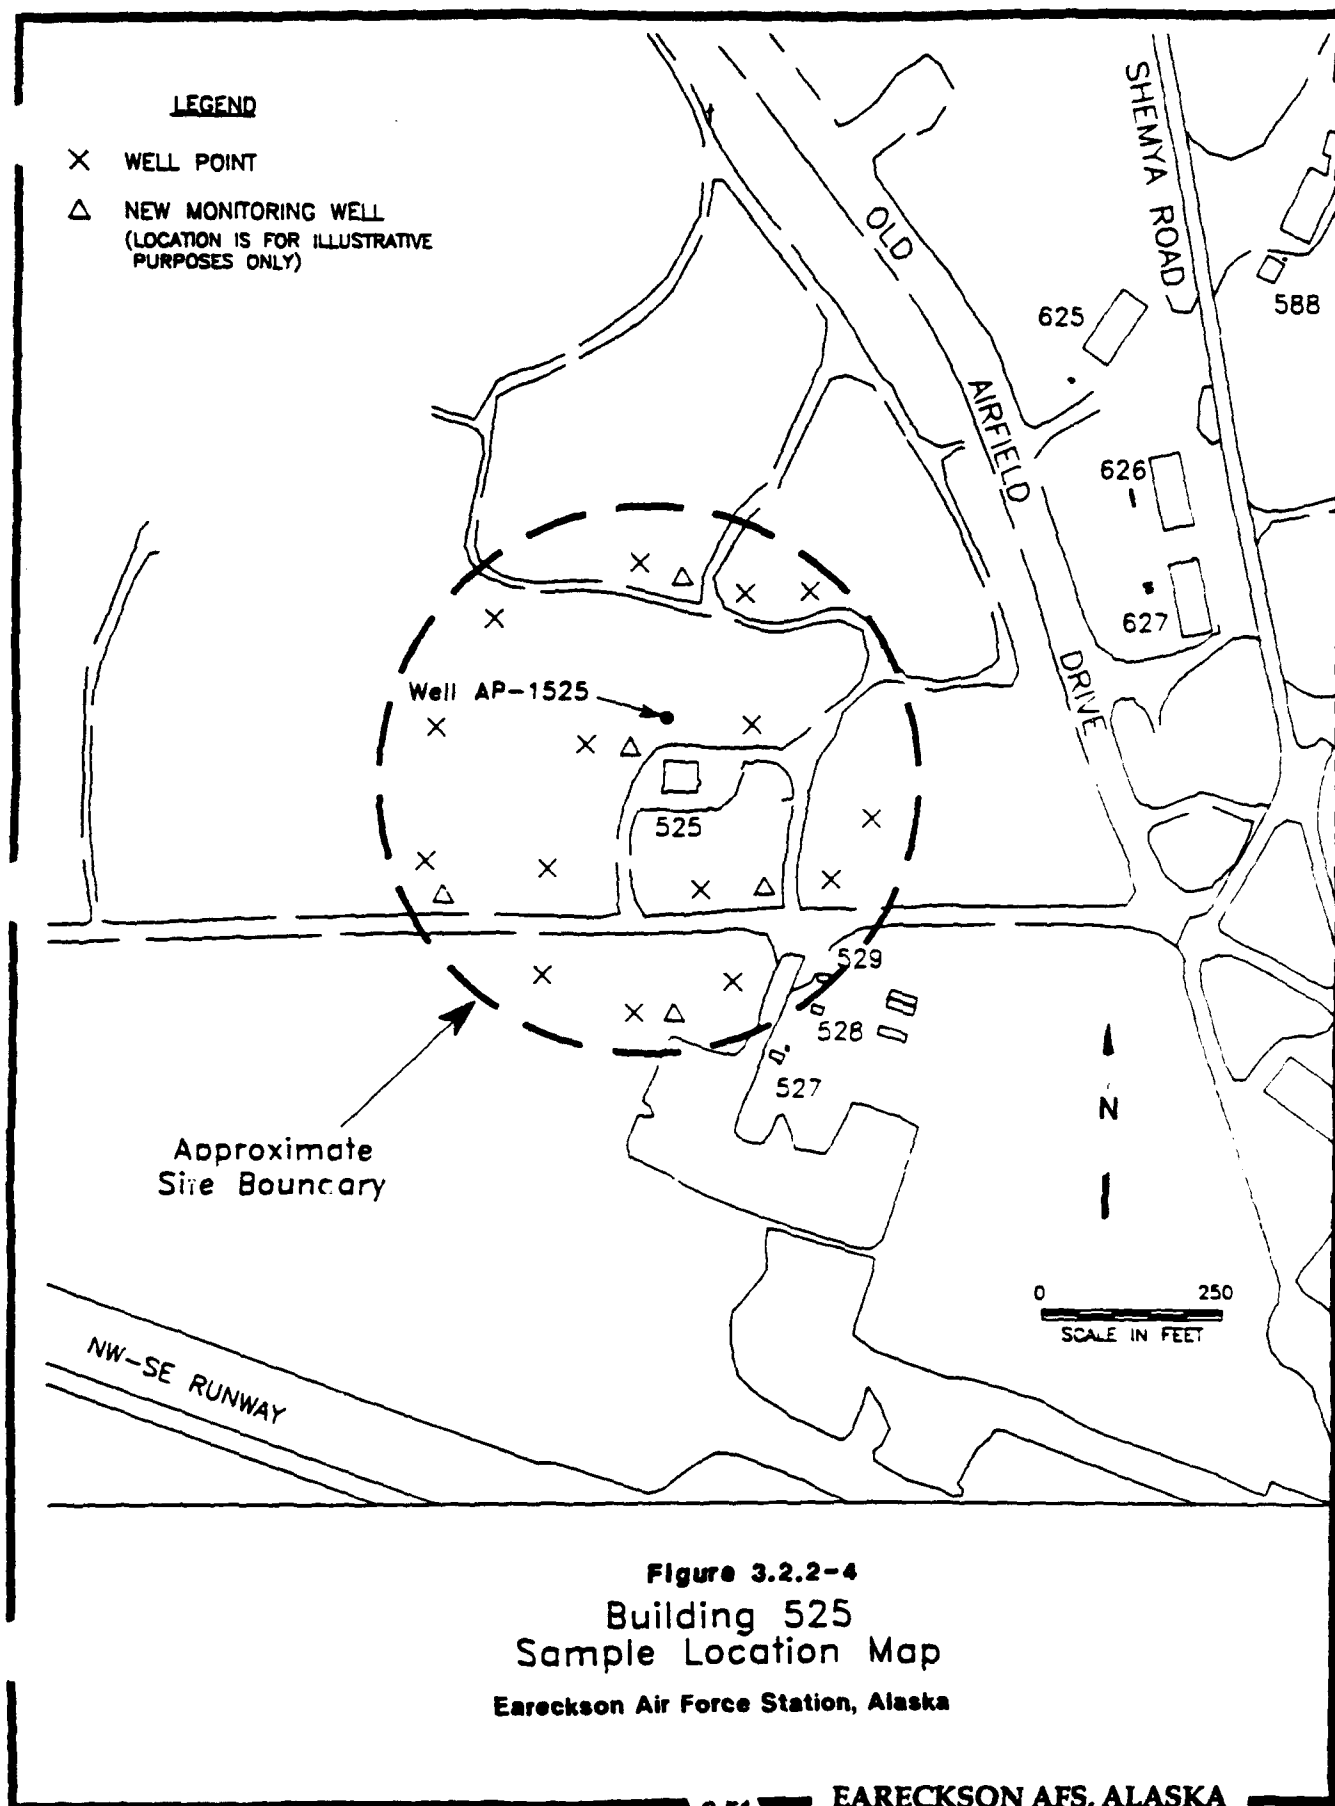 LEGEND
WELL POINT
NEW MONITORING WELL
(LOCATION IS FOR ILLUSTRATIVE
PURPOSES ONLY)
SHEMYA ROAD
OLD AIRFIELD DRIVE
588
625
626
627
Well AP-1525
525
529
528
527
Approximate
Site Boundary
N
0 250
SCALE IN FEET
NW-SE RUNWAY
Figure 3.2.2-4
Building 525
Sample Location Map
Eareckson Air Force Station, Alaska
EARECKSON AFS, ALASKA